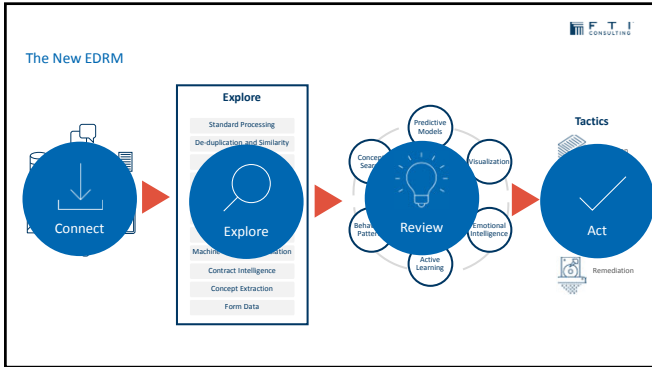 F T I
CONSULTING
The New EDRM
Explore
Standard Processing
De-duplication and Similarity
Machine
Contract Intelligence
Concept Extraction
Form Data
Predictive
Models
Visualization
Emotional
Intelligence
Active
Learning
Tactics
Remediation
Connect
Explore
Review
Act